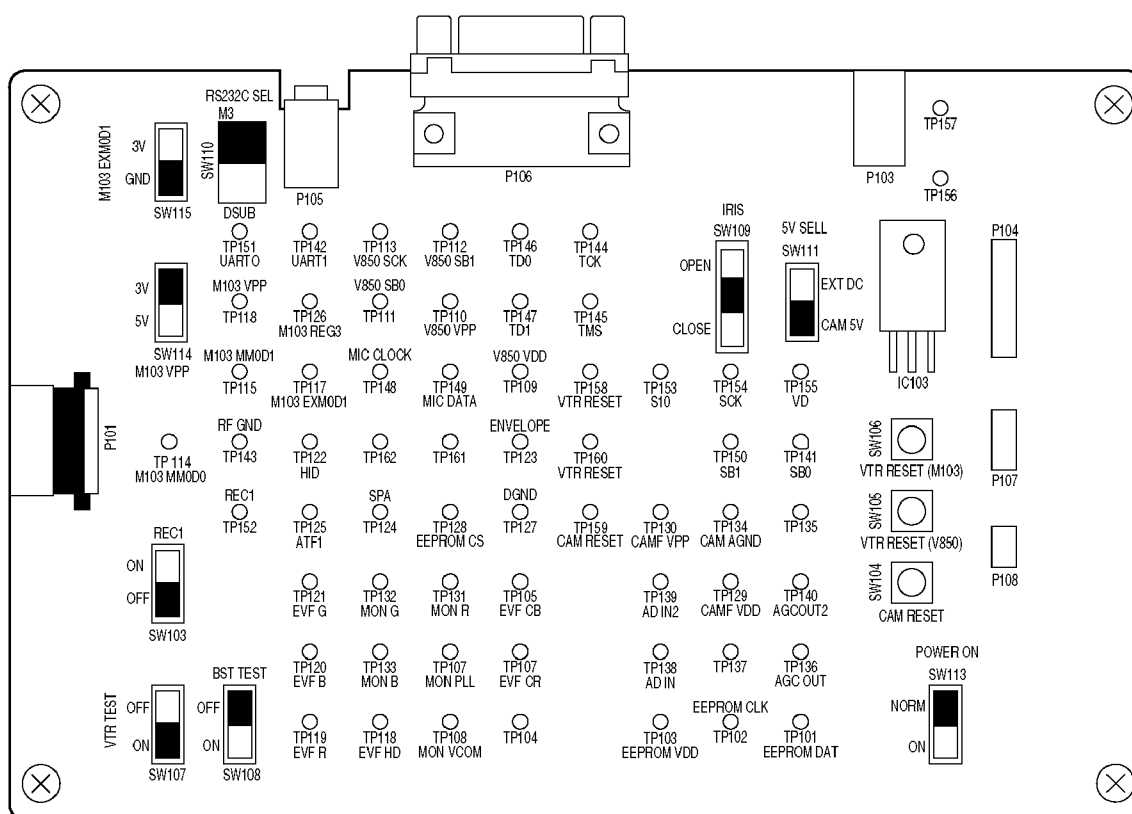 RS232C SEL
M3
M103 EXM0D1
3V
GND
SW115
SW110
DSUB
P105
P106
P103
TP157
TP156
IRIS
SW109
OPEN
CLOSE
5V SELL
SW111
EXT DC
CAM 5V
P104
IC103
TP151
UART0
TP142
UART1
TP113
V850 SCK
TP112
V850 SB1
TP146
TD0
TP144
TCK
3V
5V
SW114
M103 VPP
M103 VPP
TP118
TP126
M103 REG3
V850 SB0
TP111
TP110
V850 VPP
TP147
TD1
TP145
TMS
M103 MM0D1
TP115
TP117
M103 EXM0D1
MIC CLOCK
TP148
TP149
MIC DATA
V850 VDD
TP109
TP158
VTR RESET
TP153
S10
TP154
SCK
TP155
VD
P101
TP 114
M103 MM0D0
RF GND
TP143
TP122
HID
TP162
TP161
ENVELOPE
TP123
TP160
VTR RESET
TP150
SB1
TP141
SB0
SW106
VTR RESET (M103)
P107
REC1
TP152
TP125
ATF1
SPA
TP124
TP128
EEPROM CS
DGND
TP127
TP159
CAM RESET
TP130
CAMF VPP
TP134
CAM AGND
TP135
SW105
VTR RESET (V850)
P108
REC1
ON
OFF
SW103
TP121
EVF G
TP132
MON G
TP131
MON R
TP105
EVF CB
TP139
AD IN2
TP129
CAMF VDD
TP140
AGCOUT2
SW104
CAM RESET
TP120
EVF B
TP133
MON B
TP107
MON PLL
TP107
EVF CR
TP138
AD IN
TP137
TP136
AGC OUT
POWER ON
SW113
NORM
ON
VTR TEST
OFF
ON
SW107
BST TEST
OFF
ON
SW108
TP119
EVF R
TP118
EVF HD
TP108
MON VCOM
TP104
TP103
EEPROM VDD
EEPROM CLK
TP102
TP101
EEPROM DAT